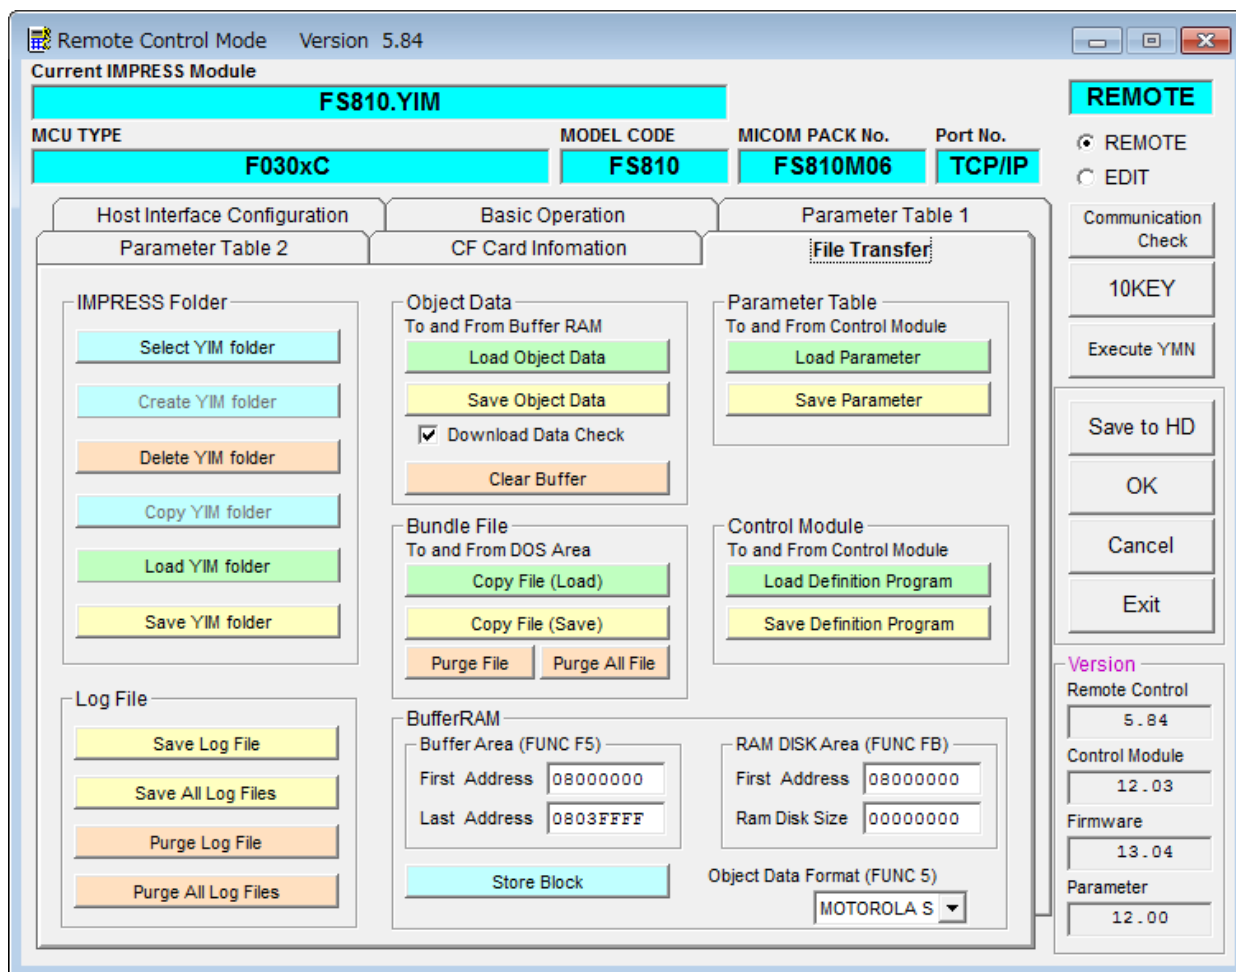 Remote Control Mode Version 5.84
Current IMPRESS Module
FS810.YIM
REMOTE
MCU TYPE
MODEL CODE
MICOM PACK No.
Port No.
F030xC
FS810
FS810M06
TCP/IP
REMOTE
EDIT
Host Interface Configuration
Basic Operation
Parameter Table 1
Parameter Table 2
CF Card Infomation
File Transfer
Communication
Check
10KEY
Execute YMN
Save to HD
OK
Cancel
Exit
IMPRESS Folder
Select YIM folder
Create YIM folder
Delete YIM folder
Copy YIM folder
Load YIM folder
Save YIM folder
Object Data
To and From Buffer RAM
Load Object Data
Save Object Data
Download Data Check
Clear Buffer
Parameter Table
To and From Control Module
Load Parameter
Save Parameter
Bundle File
To and From DOS Area
Copy File (Load)
Copy File (Save)
Purge File
Purge All File
Control Module
To and From Control Module
Load Definition Program
Save Definition Program
Log File
Save Log File
Save All Log Files
Purge Log File
Purge All Log Files
BufferRAM
Buffer Area (FUNC F5)
First Address 08000000
Last Address 0803FFFF
RAM DISK Area (FUNC FB)
First Address 08000000
Ram Disk Size 00000000
Store Block
Object Data Format (FUNC 5)
MOTOROLA S
Version
Remote Control
5.84
Control Module
12.03
Firmware
13.04
Parameter
12.00